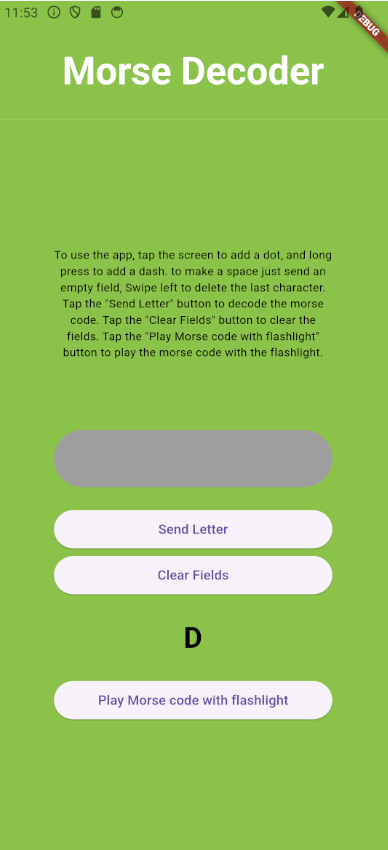 11:53
DEBUG
Morse Decoder
To use the app, tap the screen to add a dot, and long
press to add a dash. to make a space just send an
empty field, Swipe left to delete the last character.
Tap the "Send Letter" button to decode the morse
code. Tap the "Clear Fields" button to clear the
fields. Tap the "Play Morse code with flashlight"
button to play the morse code with the flashlight.
Send Letter
Clear Fields
D
Play Morse code with flashlight